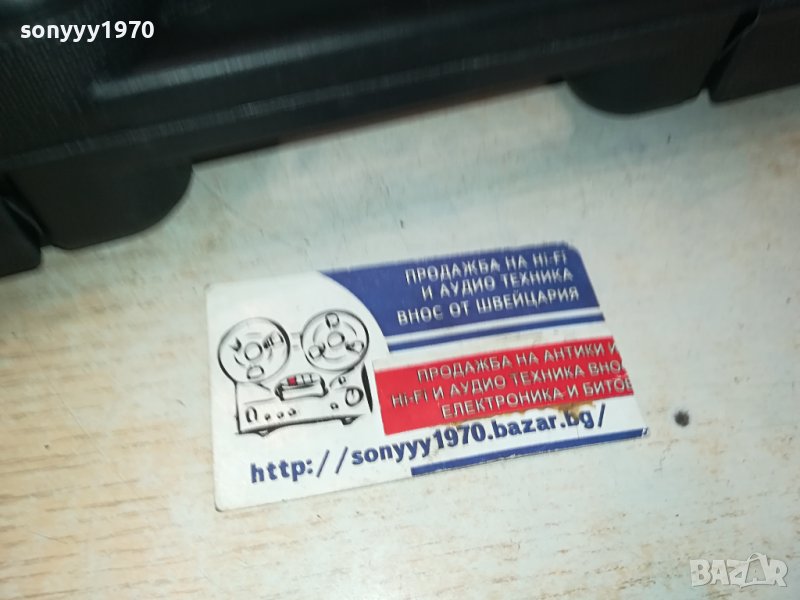 sonyyy1970
ПРОДАЖБА НА HI-FI
И АУДИО ТЕХНИКА
ВНОС ОТ ШВЕЙЦАРИЯ
ПРОДАЖБА НА АНТИКИ И
HI-FI И АУДИО ТЕХНИКА ВНО
ЕЛЕКТРОНИКА И БИТОВ
http://sonyyy1970.bazar.bg/
BAZAR